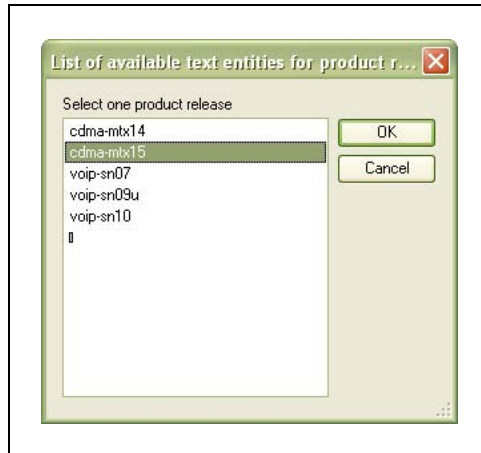 List of available text entities for product r...
Select one product release
cdma-mtx14
OK
cdma-mtx15
Cancel
voip-sn07
voip-sn09u
voip-sn10